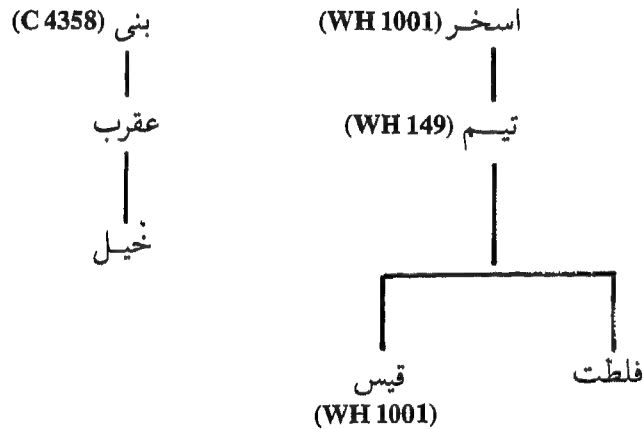 اسخر (WH 1001)
بنى (C 4358)
تيم (WH 149)
عقرب
خيل
فلطت
قيس
(WH 1001)